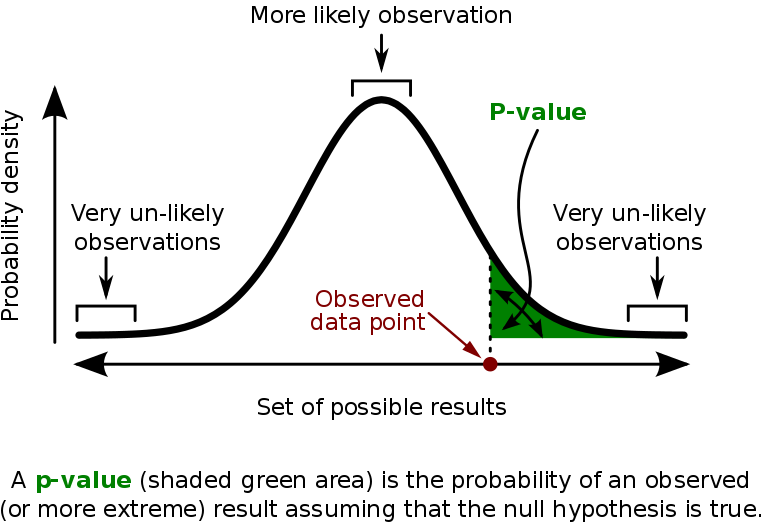 More likely observation
P-value
Probability density
Very un-likely
observations
Very un-likely
observations
Observed
data point
Set of possible results
A p-value (shaded green area) is the probability of an observed
(or more extreme) result assuming that the null hypothesis is true.